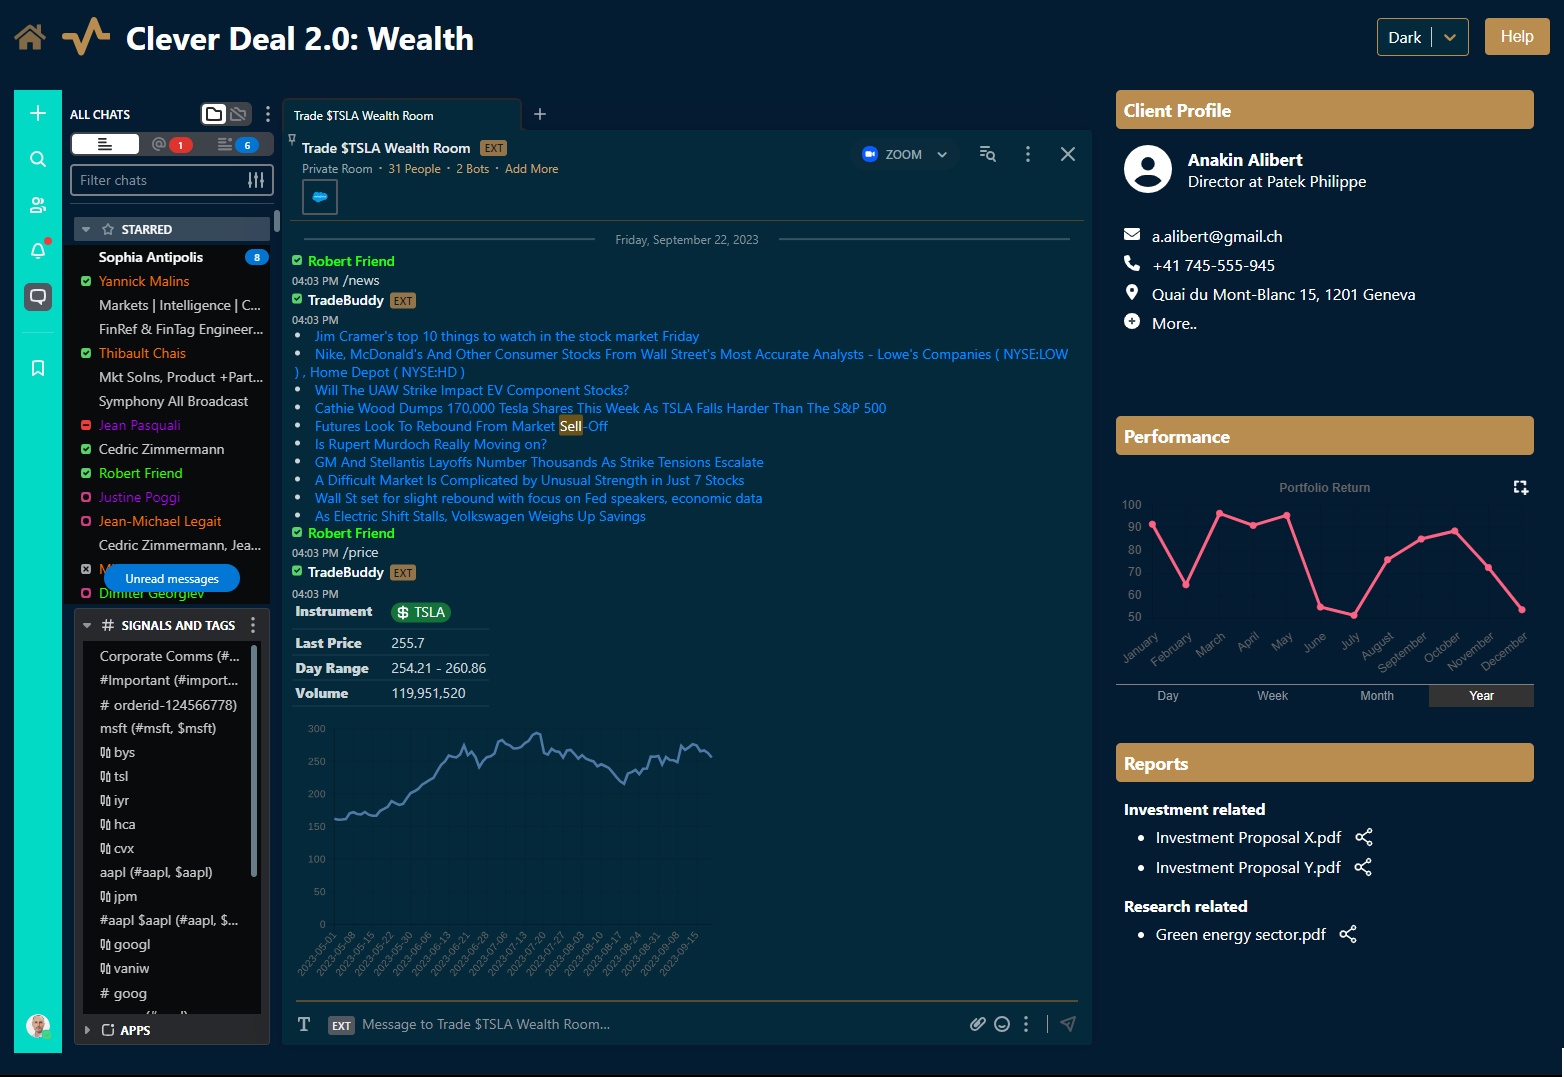 Clever Deal 2.0: Wealth
Dark
Help
ALL CHATS
1
6
Filter chats
STARRED
Sophia Antipolis
8
Yannick Malins
Markets | Intelligence | C...
FinRef & FinTag Engineer...
Thibault Chais
Mkt Solns, Product +Part...
Symphony All Broadcast
Jean Pasquali
Cedric Zimmermann
Robert Friend
Justine Poggi
Jean-Michael Legait
Cedric Zimmermann, Jea...
Unread messages
Dimiter Georgiev
# SIGNALS AND TAGS
Corporate Comms (#...
#Important (#import...
# orderid-124566778)
msft (#msft, $msft)
bys
tsl
iyr
hca
cvx
aapl (#aapl, $aapl)
jpm
#aapl $aapl (#aapl, $...
googl
vaniw
# goog
APPS
Trade $TSLA Wealth Room
Trade $TSLA Wealth Room EXT
Private Room · 31 People · 2 Bots · Add More
ZOOM
Friday, September 22, 2023
Robert Friend
04:03 PM /news
TradeBuddy EXT
04:03 PM
• Jim Cramer's top 10 things to watch in the stock market Friday
• Nike, McDonald's And Other Consumer Stocks From Wall Street's Most Accurate Analysts - Lowe's Companies ( NYSE:LOW
) , Home Depot ( NYSE:HD )
• Will The UAW Strike Impact EV Component Stocks?
• Cathie Wood Dumps 170,000 Tesla Shares This Week As TSLA Falls Harder Than The S&P 500
• Futures Look To Rebound From Market Sell-Off
• Is Rupert Murdoch Really Moving on?
• GM And Stellantis Layoffs Number Thousands As Strike Tensions Escalate
• A Difficult Market Is Complicated by Unusual Strength in Just 7 Stocks
• Wall St set for slight rebound with focus on Fed speakers, economic data
• As Electric Shift Stalls, Volkswagen Weighs Up Savings
Robert Friend
04:03 PM /price
TradeBuddy EXT
04:03 PM
Instrument $ TSLA
Last Price 255.7
Day Range 254.21 - 260.86
Volume 119,951,520
300
250
200
150
100
50
0
2023-05-01
2023-05-08
2023-05-15
2023-05-22
2023-05-30
2023-06-06
2023-06-13
2023-06-21
2023-06-28
2023-07-06
2023-07-13
2023-07-20
2023-07-27
2023-08-03
2023-08-10
2023-08-17
2023-08-24
2023-08-31
2023-09-08
2023-09-15
T EXT Message to Trade $TSLA Wealth Room...
Client Profile
Anakin Alibert
Director at Patek Philippe
a.alibert@gmail.ch
+41 745-555-945
Quai du Mont-Blanc 15, 1201 Geneva
More..
Performance
Portfolio Return
100
90
80
70
60
50
January
February
March
April
May
June
July
August
September
October
November
December
Day
Week
Month
Year
Reports
Investment related
• Investment Proposal X.pdf
• Investment Proposal Y.pdf
Research related
• Green energy sector.pdf